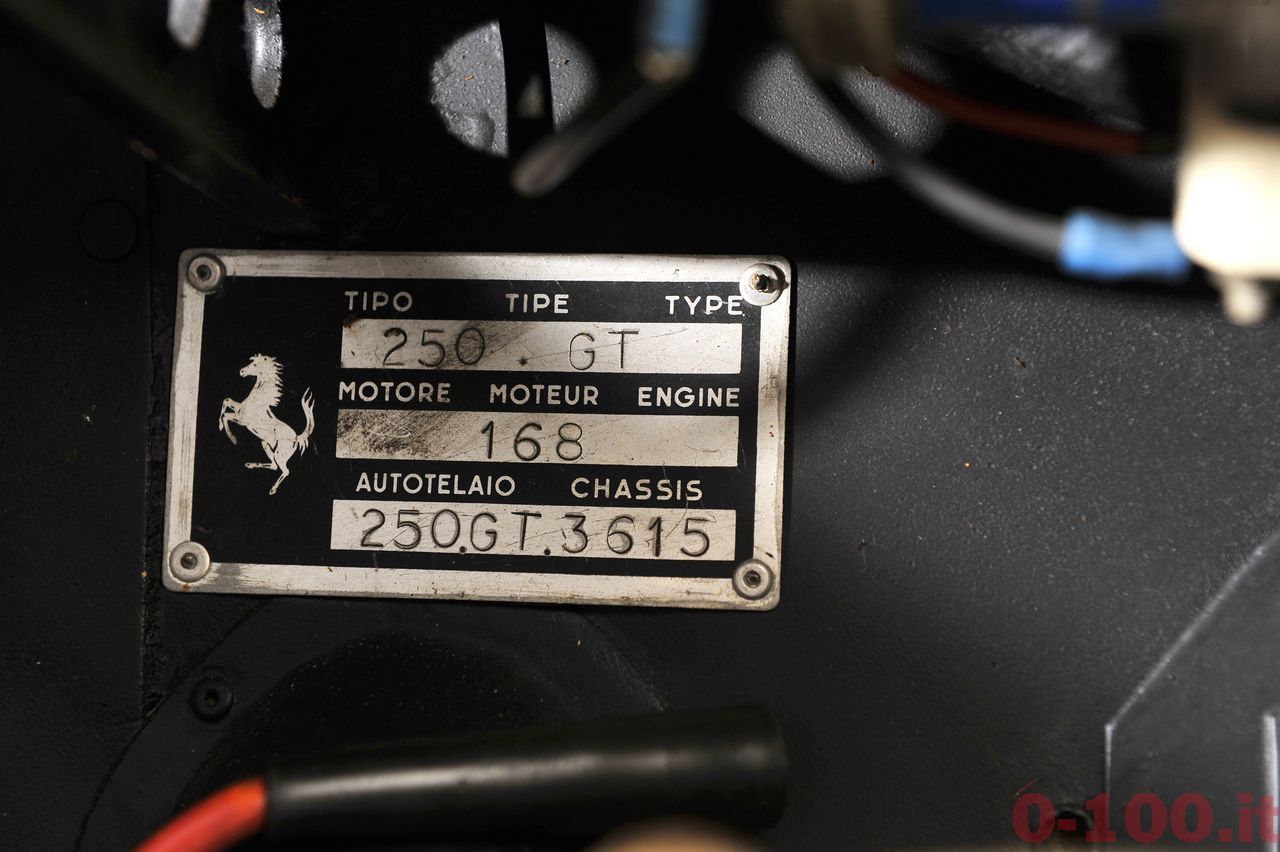 TIPO TIPE TYPE
250 . GT
MOTORE MOTEUR ENGINE
168
AUTOTELAIO CHASSIS
250.GT.3615
0-100.it